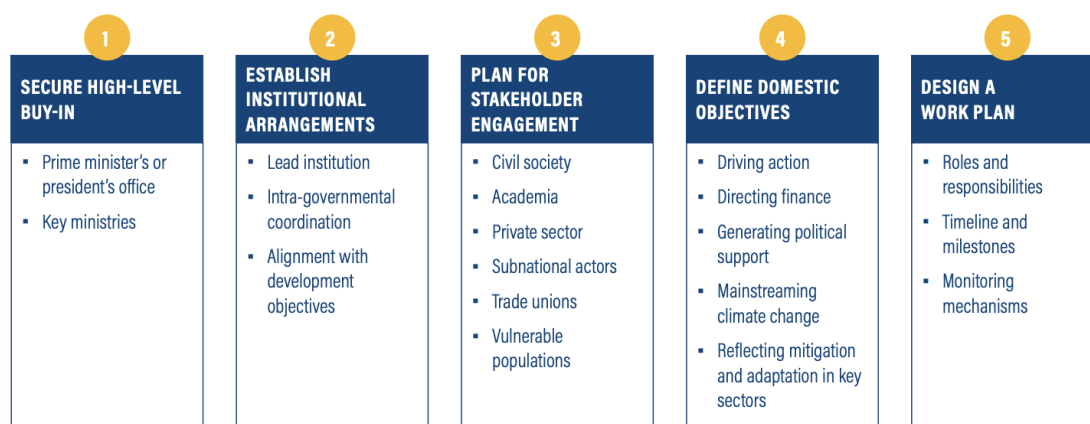 1
SECURE HIGH-LEVEL
BUY-IN
▪ Prime minister's or
president's office
▪ Key ministries
2
ESTABLISH
INSTITUTIONAL
ARRANGEMENTS
▪ Lead institution
▪ Intra-governmental
coordination
▪ Alignment with
development
objectives
3
PLAN FOR
STAKEHOLDER
ENGAGEMENT
▪ Civil society
▪ Academia
▪ Private sector
▪ Subnational actors
▪ Trade unions
▪ Vulnerable
populations
4
DEFINE DOMESTIC
OBJECTIVES
▪ Driving action
▪ Directing finance
▪ Generating political
support
▪ Mainstreaming
climate change
▪ Reflecting mitigation
and adaptation in key
sectors
5
DESIGN A
WORK PLAN
▪ Roles and
responsibilities
▪ Timeline and
milestones
▪ Monitoring
mechanisms